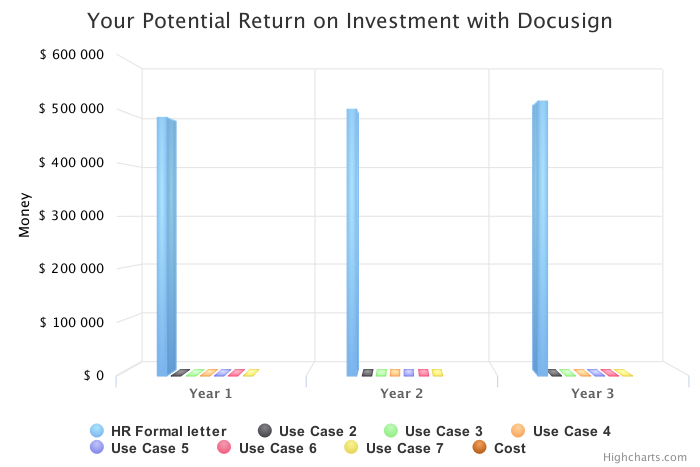 Your Potential Return on Investment with Docusign
$ 600 000
$ 500 000
$ 400 000
$ 300 000
$ 200 000
$ 100 000
$ 0
Money
Year 1
Year 2
Year 3
HR Formal letter
Use Case 2
Use Case 3
Use Case 4
Use Case 5
Use Case 6
Use Case 7
Cost
Highcharts.com